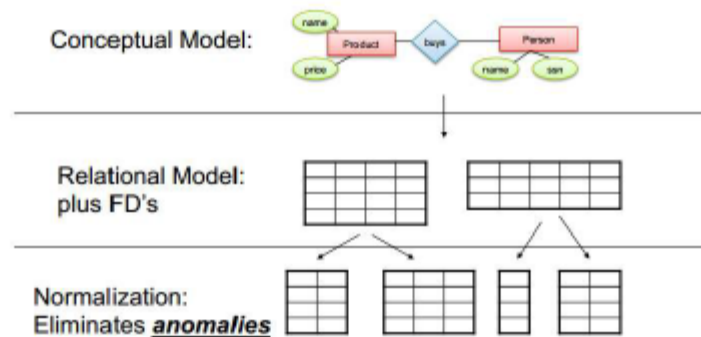 name
Conceptual Model:
Product
buys
Person
price
name
ssn
Relational Model:
plus FD's
Normalization:
Eliminates anomalies